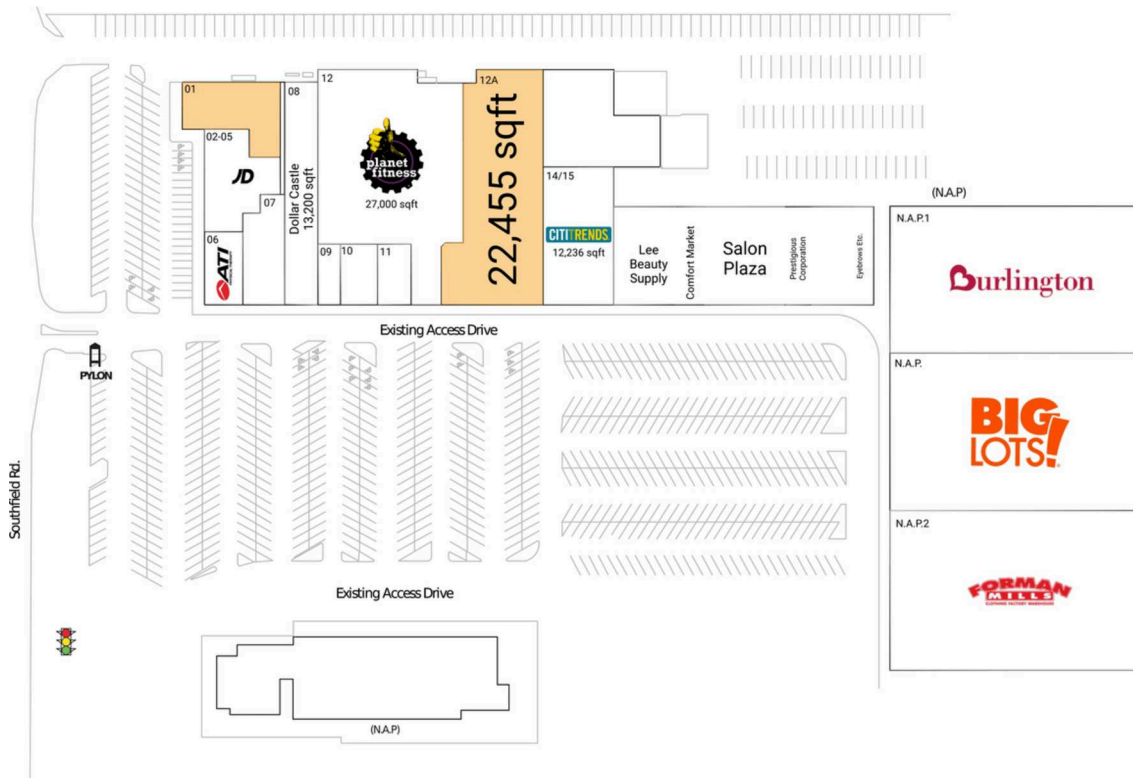 01
02-05
JD
07
06
ATI
08
Dollar Castle
13,200 sqft
12
planet
fitness
27,000 sqft
09
10
11
12A
22,455 sqft
14/15
CITITRENDS
12,236 sqft
Lee
Beauty
Supply
Comfort Market
Salon
Plaza
Prestigious
Corporation
Eyebrows Etc.
(N.A.P)
N.A.P.1
Burlington
N.A.P.
BIG
LOTS!
N.A.P.2
FORMAN
MILLS
CLOTHING FACTORY WAREHOUSE
Existing Access Drive
PYLON
Southfield Rd.
Existing Access Drive
(N.A.P)